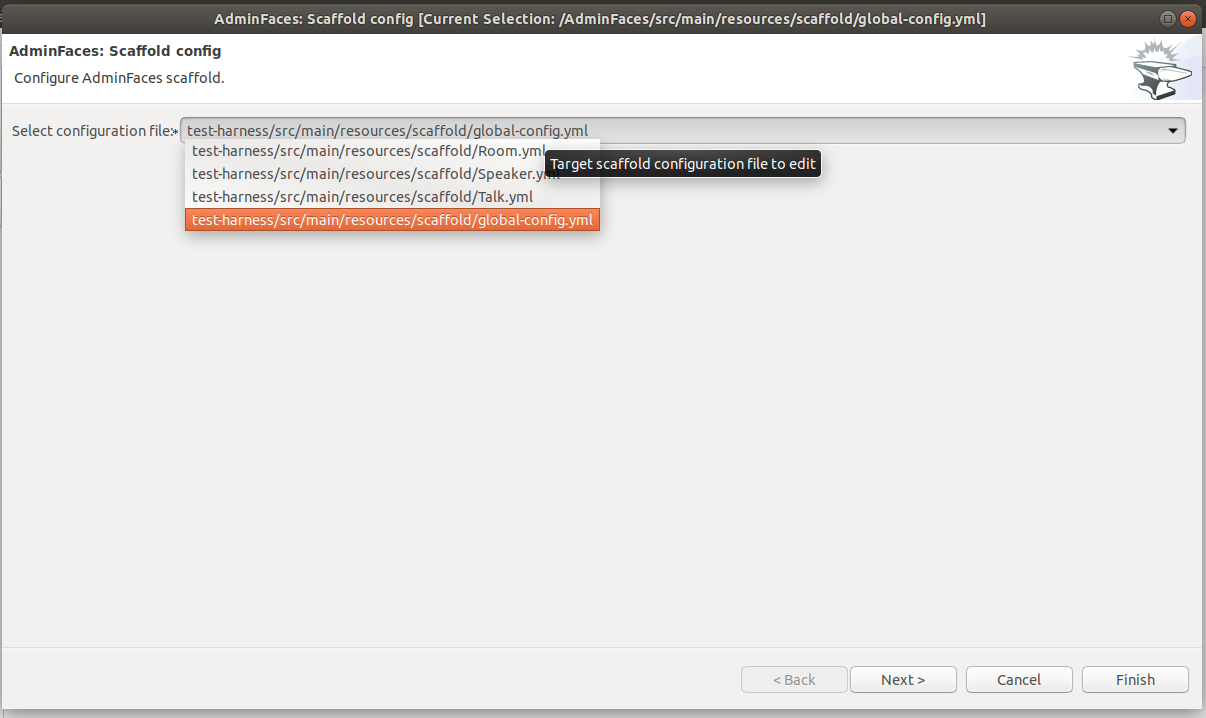 AdminFaces: Scaffold config [Current Selection: /AdminFaces/src/main/resources/scaffold/global-config.yml]
AdminFaces: Scaffold config
Configure AdminFaces scaffold.
Select configuration file:* test-harness/src/main/resources/scaffold/global-config.yml
test-harness/src/main/resources/scaffold/Room.yml
Target scaffold configuration file to edit
test-harness/src/main/resources/scaffold/Speaker.yml
test-harness/src/main/resources/scaffold/Talk.yml
test-harness/src/main/resources/scaffold/global-config.yml
< Back Next > Cancel Finish